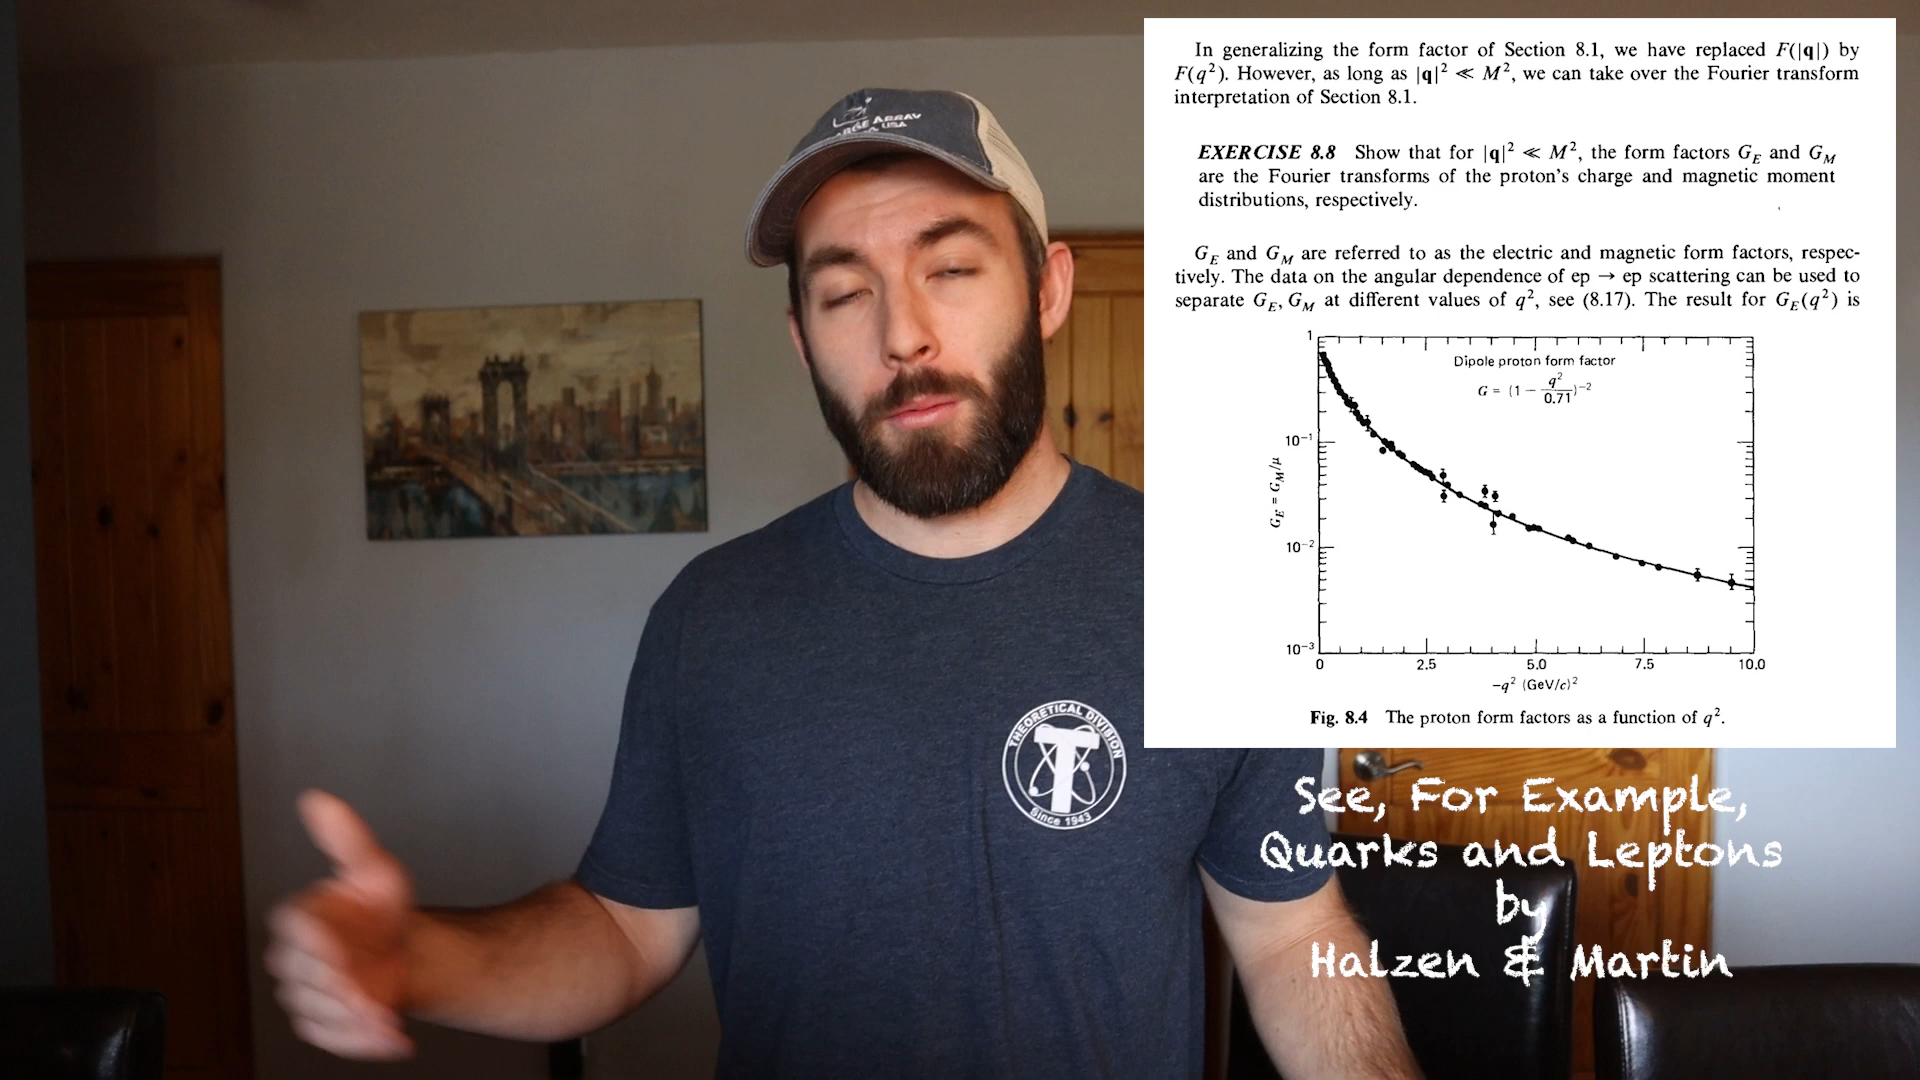 In generalizing the form factor of Section 8.1, we have replaced F(|q|) by
F(q²). However, as long as |q|² ≪ M², we can take over the Fourier transform
interpretation of Section 8.1.
EXERCISE 8.8 Show that for |q|² ≪ M², the form factors G_E and G_M
are the Fourier transforms of the proton's charge and magnetic moment
distributions, respectively.
G_E and G_M are referred to as the electric and magnetic form factors, respec-
tively. The data on the angular dependence of ep → ep scattering can be used to
separate G_E, G_M at different values of q², see (8.17). The result for G_E(q²) is
Dipole proton form factor
G = (1 − q²/0.71)⁻²
1
10⁻¹
10⁻²
10⁻³
G_E = G_M/μ
0 2.5 5.0 7.5 10.0
−q² (GeV/c)²
Fig. 8.4 The proton form factors as a function of q².
See, For Example,
Quarks and Leptons
by
Halzen & Martin
ARRAY
USA
THEORETICAL DIVISION
T
Since 1943